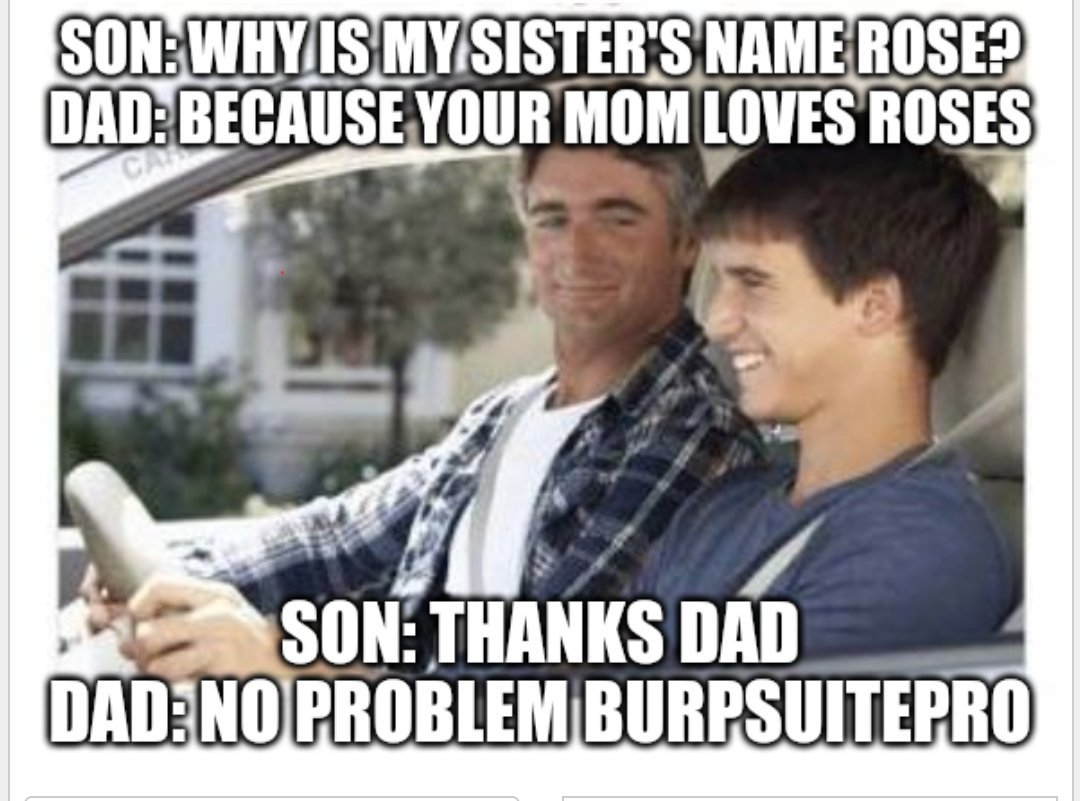 SON: WHY IS MY SISTER'S NAME ROSE?
DAD: BECAUSE YOUR MOM LOVES ROSES
SON: THANKS DAD
DAD: NO PROBLEM BURPSUITEPRO